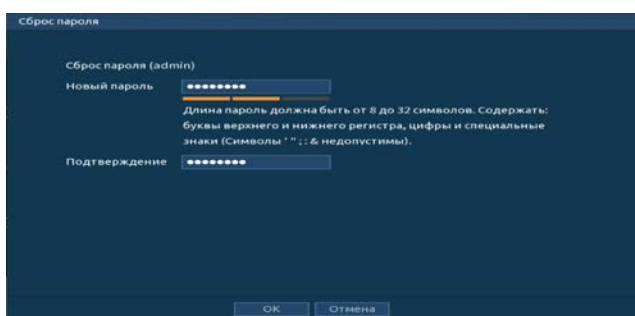 Сброс пароля
Сброс пароля (admin)
Новый пароль ••••••••
Длина пароль должна быть от 8 до 32 символов. Содержать:
буквы верхнего и нижнего регистра, цифры и специальные
знаки (Символы ' " ; : & недопустимы).
Подтверждение ••••••••
OK Отмена